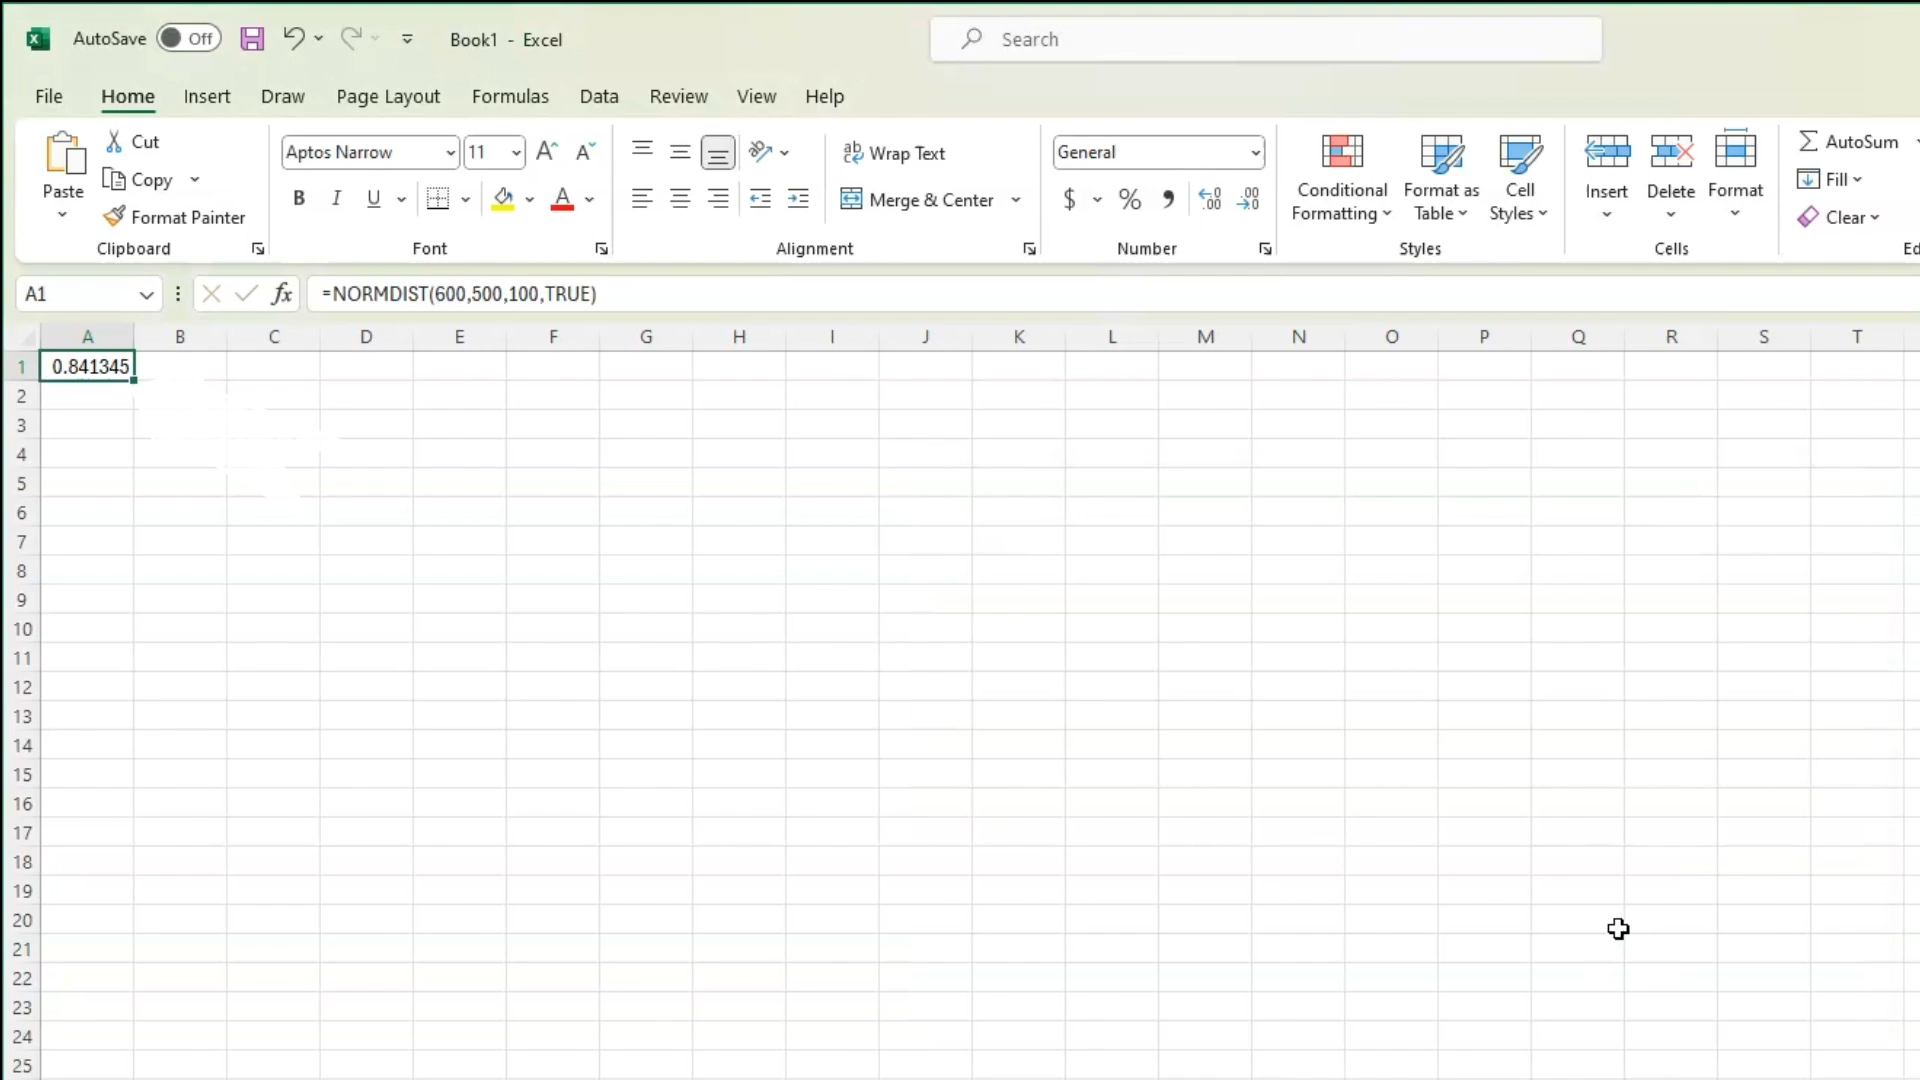 AutoSave Off Book1 - Excel Search
File Home Insert Draw Page Layout Formulas Data Review View Help
Paste Cut Copy Format Painter
Clipboard
Aptos Narrow 11 A A
B I U A
Font
ab Wrap Text
Merge & Center
Alignment
General
$ % , .00 .00
Number
Conditional Formatting Format as Table Cell Styles
Styles
Insert Delete Format
Cells
AutoSum
Fill
Clear
A1 fx =NORMDIST(600,500,100,TRUE)
A B C D E F G H I J K L M N O P Q R S T
1 0.841345
2
3
4
5
6
7
8
9
10
11
12
13
14
15
16
17
18
19
20
21
22
23
24
25